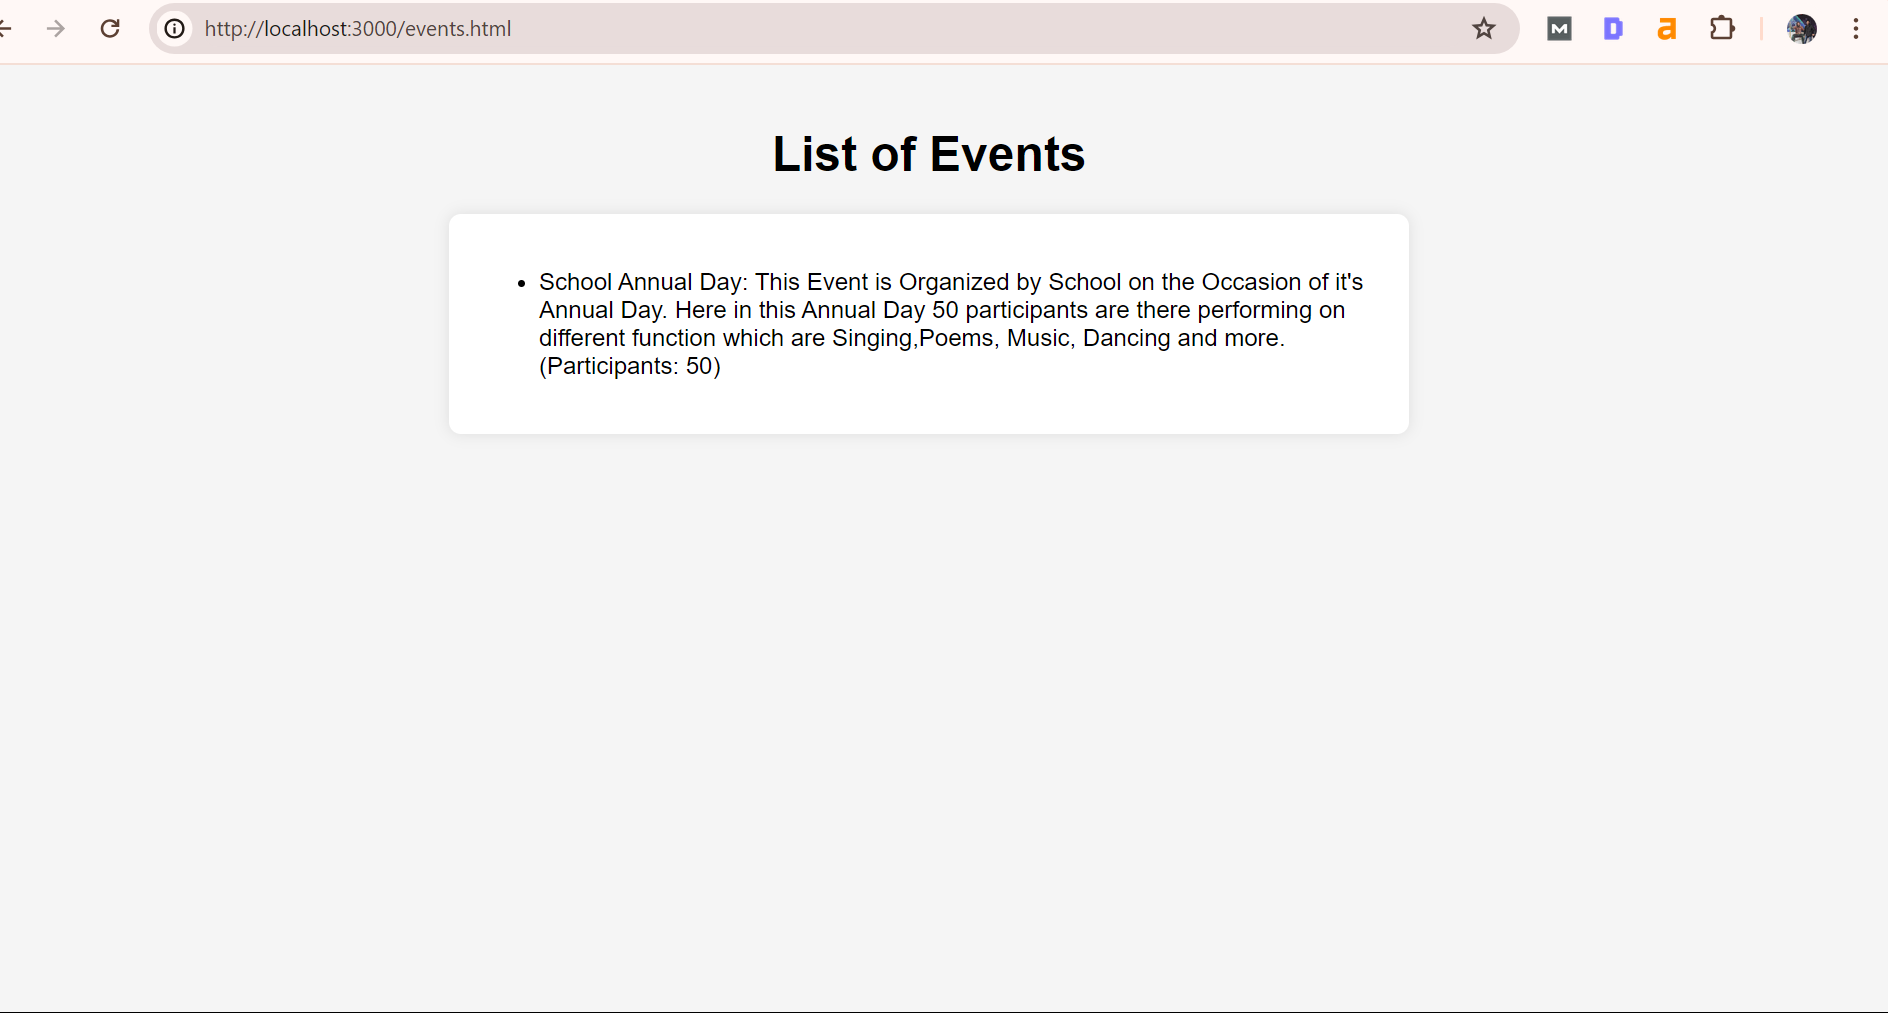 http://localhost:3000/events.html
M
D
a
List of Events
School Annual Day: This Event is Organized by School on the Occasion of it's
Annual Day. Here in this Annual Day 50 participants are there performing on
different function which are Singing,Poems, Music, Dancing and more.
(Participants: 50)